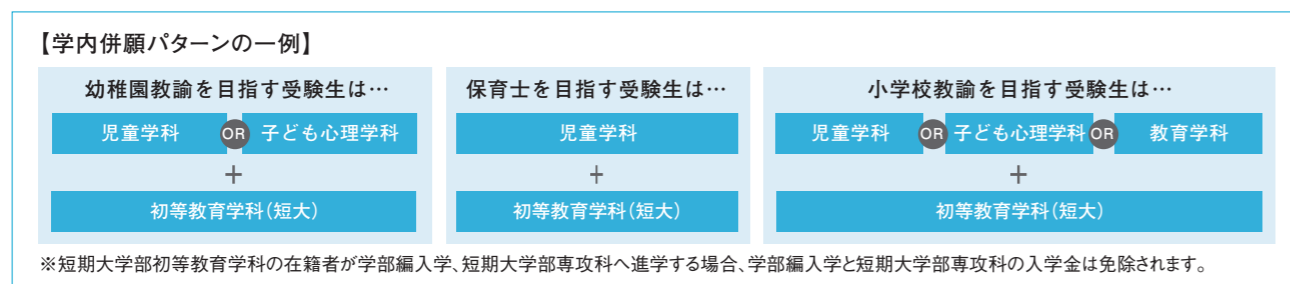 【学内併願パターンの一例】
幼稚園教諭を目指す受験生は…
児童学科 OR 子ども心理学科
+
初等教育学科(短大)
保育士を目指す受験生は…
児童学科
+
初等教育学科(短大)
小学校教諭を目指す受験生は…
児童学科 OR 子ども心理学科 OR 教育学科
+
初等教育学科(短大)
※短期大学部初等教育学科の在籍者が学部編入学、短期大学部専攻科へ進学する場合、学部編入学と短期大学部専攻科の入学金は免除されます。